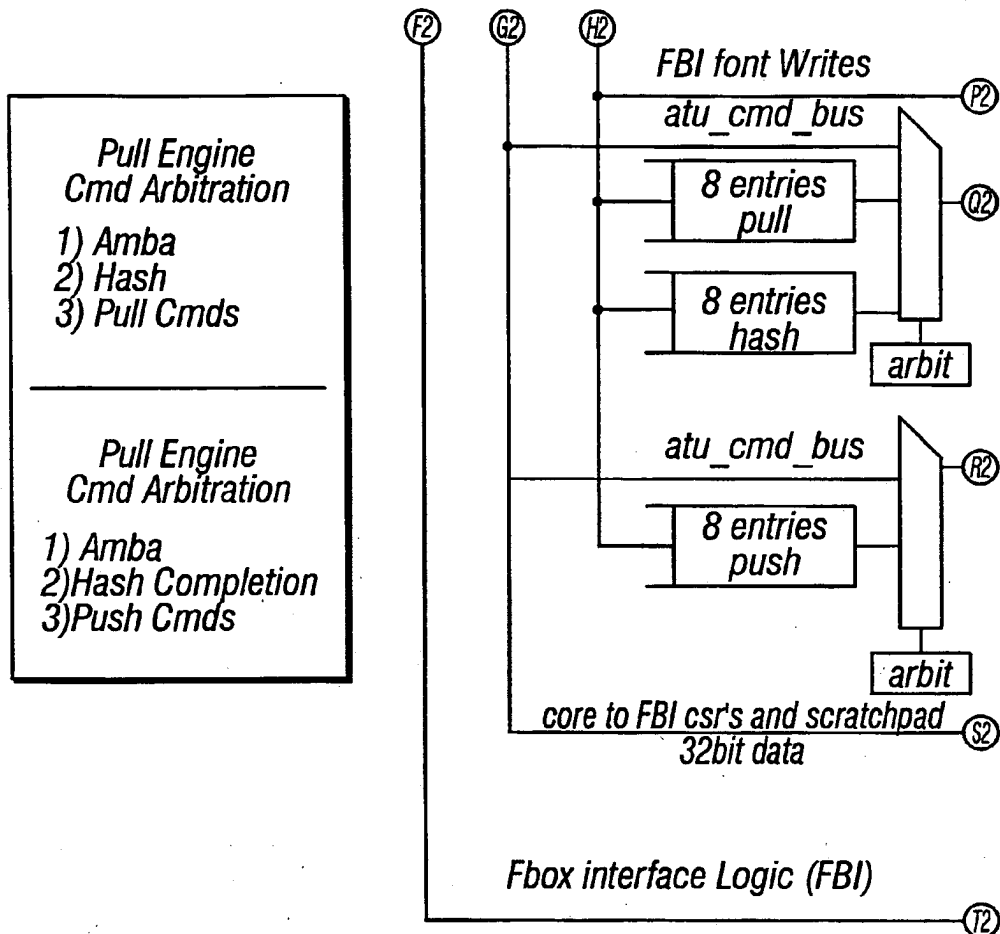 F2
G2
H2
FBI font Writes
P2
atu_cmd_bus
Pull Engine
Cmd Arbitration
1) Amba
2) Hash
3) Pull Cmds
8 entries
pull
Q2
8 entries
hash
arbit
Pull Engine
Cmd Arbitration
1) Amba
2)Hash Completion
3)Push Cmds
atu_cmd_bus
R2
8 entries
push
arbit
core to FBI csr's and scratchpad
32bit data
S2
Fbox interface Logic (FBI)
T2